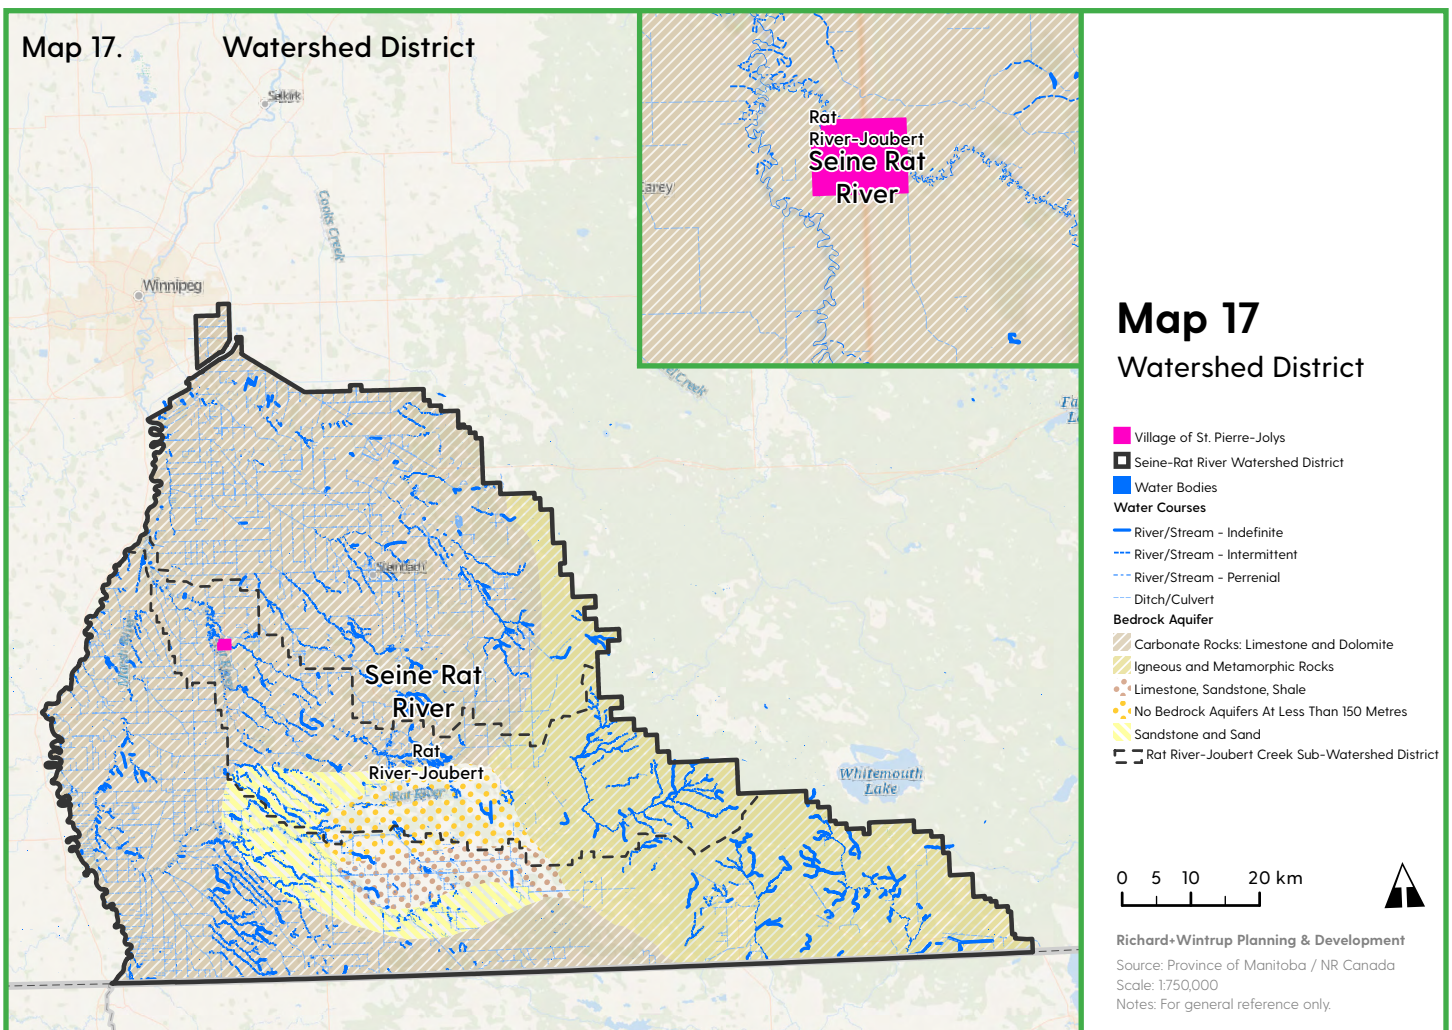 Map 17. Watershed District
Selkirk
Cooks Creek
Winnipeg
Steinbach
Seine Rat
River
Rat
River-Joubert
Rat River
Whitemouth
Lake
Carey
Rat
River-Joubert
Seine Rat
River
Creek
Map 17
Watershed District
Village of St. Pierre-Jolys
Seine-Rat River Watershed District
Water Bodies
Water Courses
River/Stream - Indefinite
River/Stream - Intermittent
River/Stream - Perrenial
Ditch/Culvert
Bedrock Aquifer
Carbonate Rocks: Limestone and Dolomite
Igneous and Metamorphic Rocks
Limestone, Sandstone, Shale
No Bedrock Aquifers At Less Than 150 Metres
Sandstone and Sand
Rat River-Joubert Creek Sub-Watershed District
0 5 10 20 km
Richard+Wintrup Planning & Development
Source: Province of Manitoba / NR Canada
Scale: 1:750,000
Notes: For general reference only.